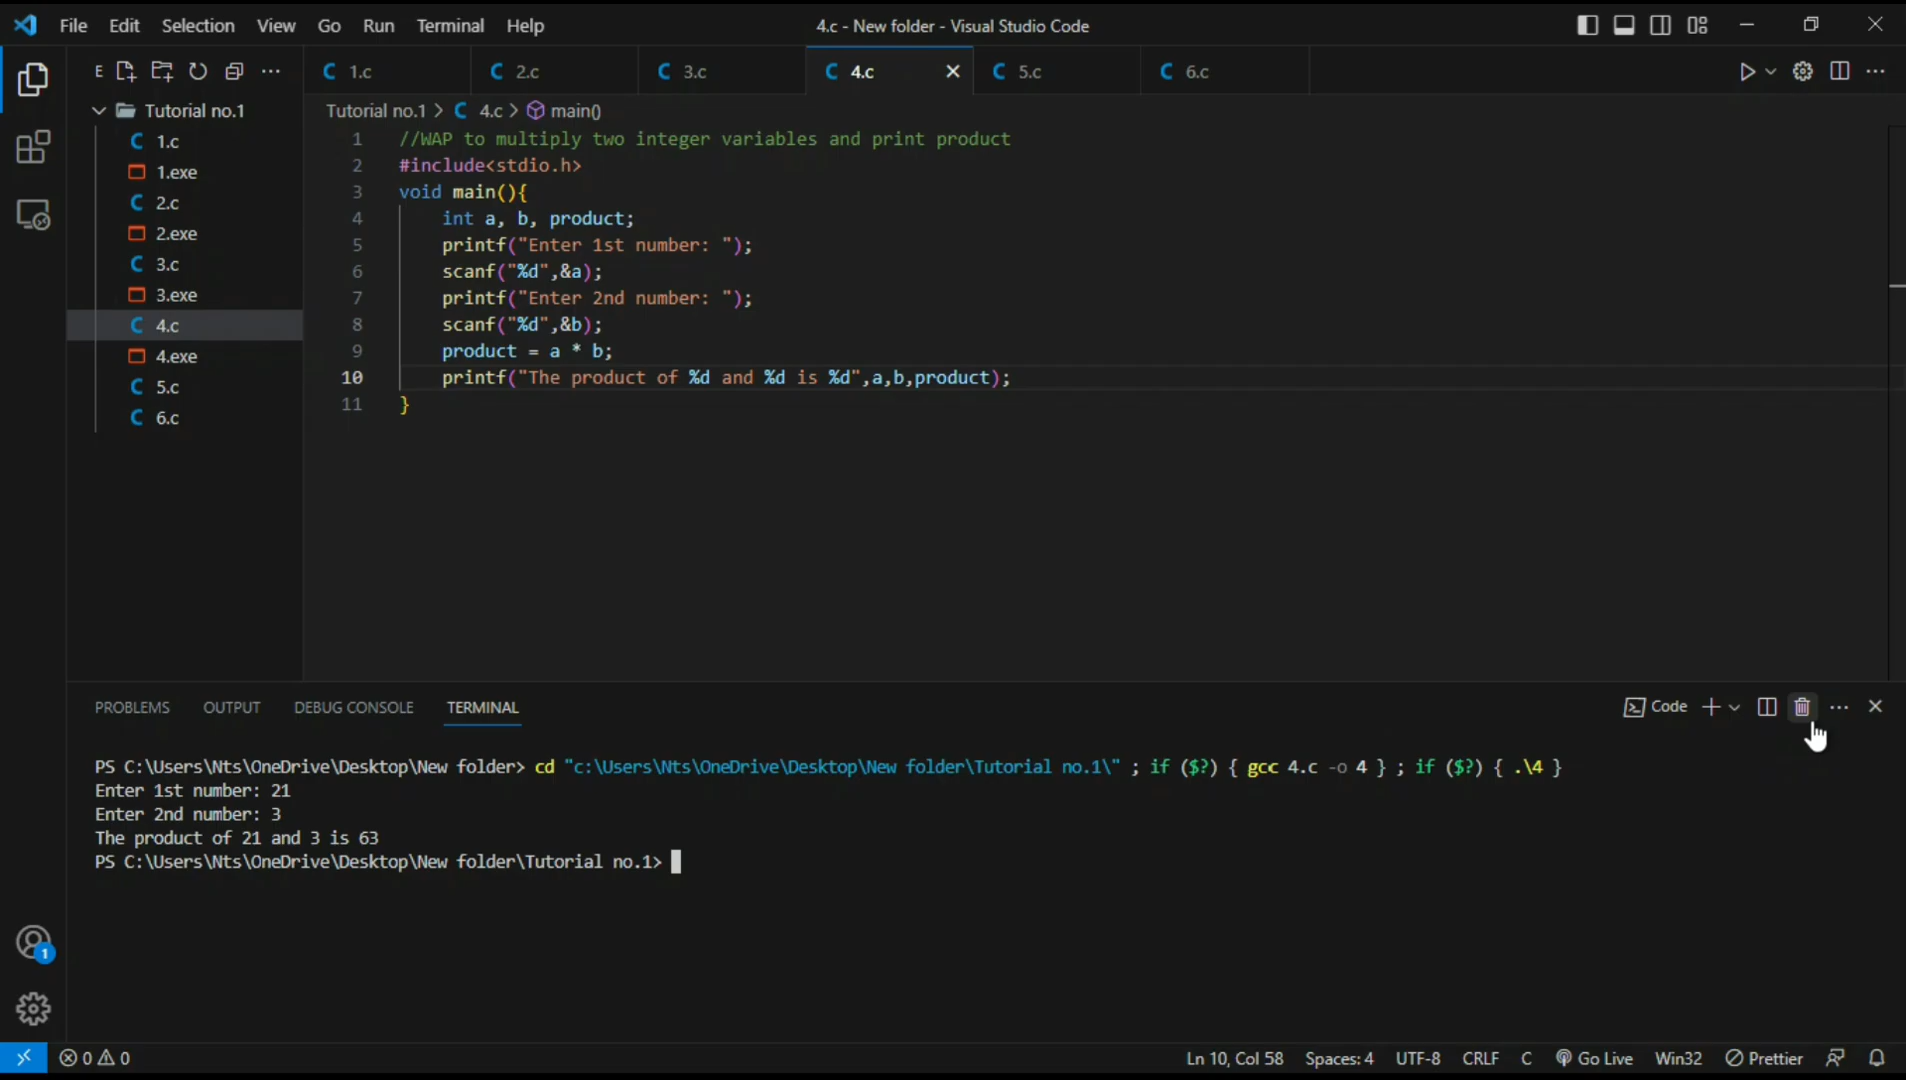 File Edit Selection View Go Run Terminal Help
4.c - New folder - Visual Studio Code
E
1.c 2.c 3.c 4.c 5.c 6.c
Tutorial no.1
1.c
1.exe
2.c
2.exe
3.c
3.exe
4.c
4.exe
5.c
6.c
Tutorial no.1 > C 4.c > main()
1 //WAP to multiply two integer variables and print product
2 #include<stdio.h>
3 void main(){
4 int a, b, product;
5 printf("Enter 1st number: ");
6 scanf("%d",&a);
7 printf("Enter 2nd number: ");
8 scanf("%d",&b);
9 product = a * b;
10 printf("The product of %d and %d is %d",a,b,product);
11 }
PROBLEMS OUTPUT DEBUG CONSOLE TERMINAL
Code
PS C:\Users\Nts\OneDrive\Desktop\New folder> cd "c:\Users\Nts\OneDrive\Desktop\New folder\Tutorial no.1\" ; if ($?) { gcc 4.c -o 4 } ; if ($?) { .\4 }
Enter 1st number: 21
Enter 2nd number: 3
The product of 21 and 3 is 63
PS C:\Users\Nts\OneDrive\Desktop\New folder\Tutorial no.1>
1
0 0
Ln 10, Col 58 Spaces: 4 UTF-8 CRLF C Go Live Win32 Prettier